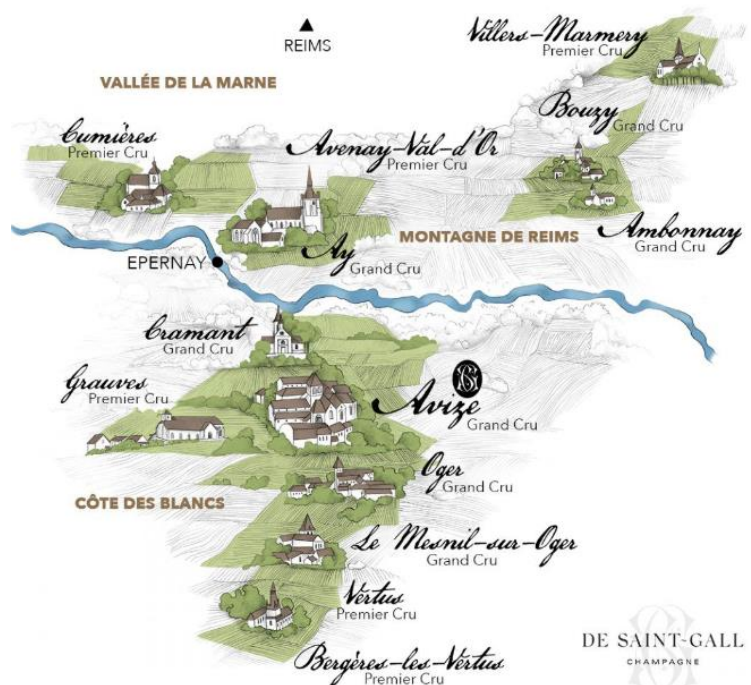 REIMS
Villers-Marmery
Premier Cru
VALLÉE DE LA MARNE
Bouzy
Grand Cru
Cumières
Premier Cru
Avenay-Val-d'Or
Premier Cru
Ambonnay
Grand Cru
MONTAGNE DE REIMS
Ay
Grand Cru
EPERNAY
Cramant
Grand Cru
Grauves
Premier Cru
Avize
Grand Cru
Oger
Grand Cru
CÔTE DES BLANCS
Le Mesnil-sur-Oger
Grand Cru
Vertus
Premier Cru
Bergères-les-Vertus
Premier Cru
DE SAINT-GALL
CHAMPAGNE